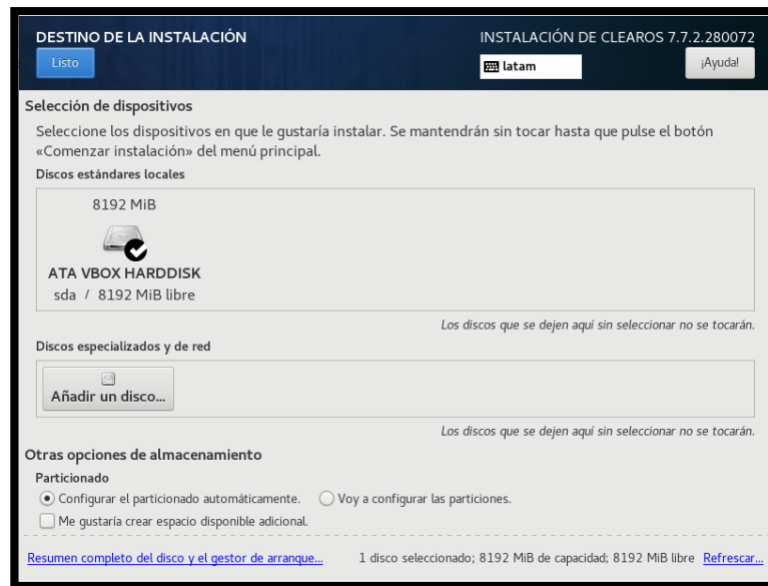 DESTINO DE LA INSTALACIÓN
INSTALACIÓN DE CLEAROS 7.7.2.280072
Listo
latam
¡Ayuda!
Selección de dispositivos
Seleccione los dispositivos en que le gustaría instalar. Se mantendrán sin tocar hasta que pulse el botón
«Comenzar instalación» del menú principal.
Discos estándares locales
8192 MiB
ATA VBOX HARDDISK
sda / 8192 MiB libre
Los discos que se dejen aquí sin seleccionar no se tocarán.
Discos especializados y de red
Añadir un disco...
Los discos que se dejen aquí sin seleccionar no se tocarán.
Otras opciones de almacenamiento
Particionado
Configurar el particionado automáticamente. Voy a configurar las particiones.
Me gustaría crear espacio disponible adicional.
Resumen completo del disco y el gestor de arranque... 1 disco seleccionado; 8192 MiB de capacidad; 8192 MiB libre Refrescar...